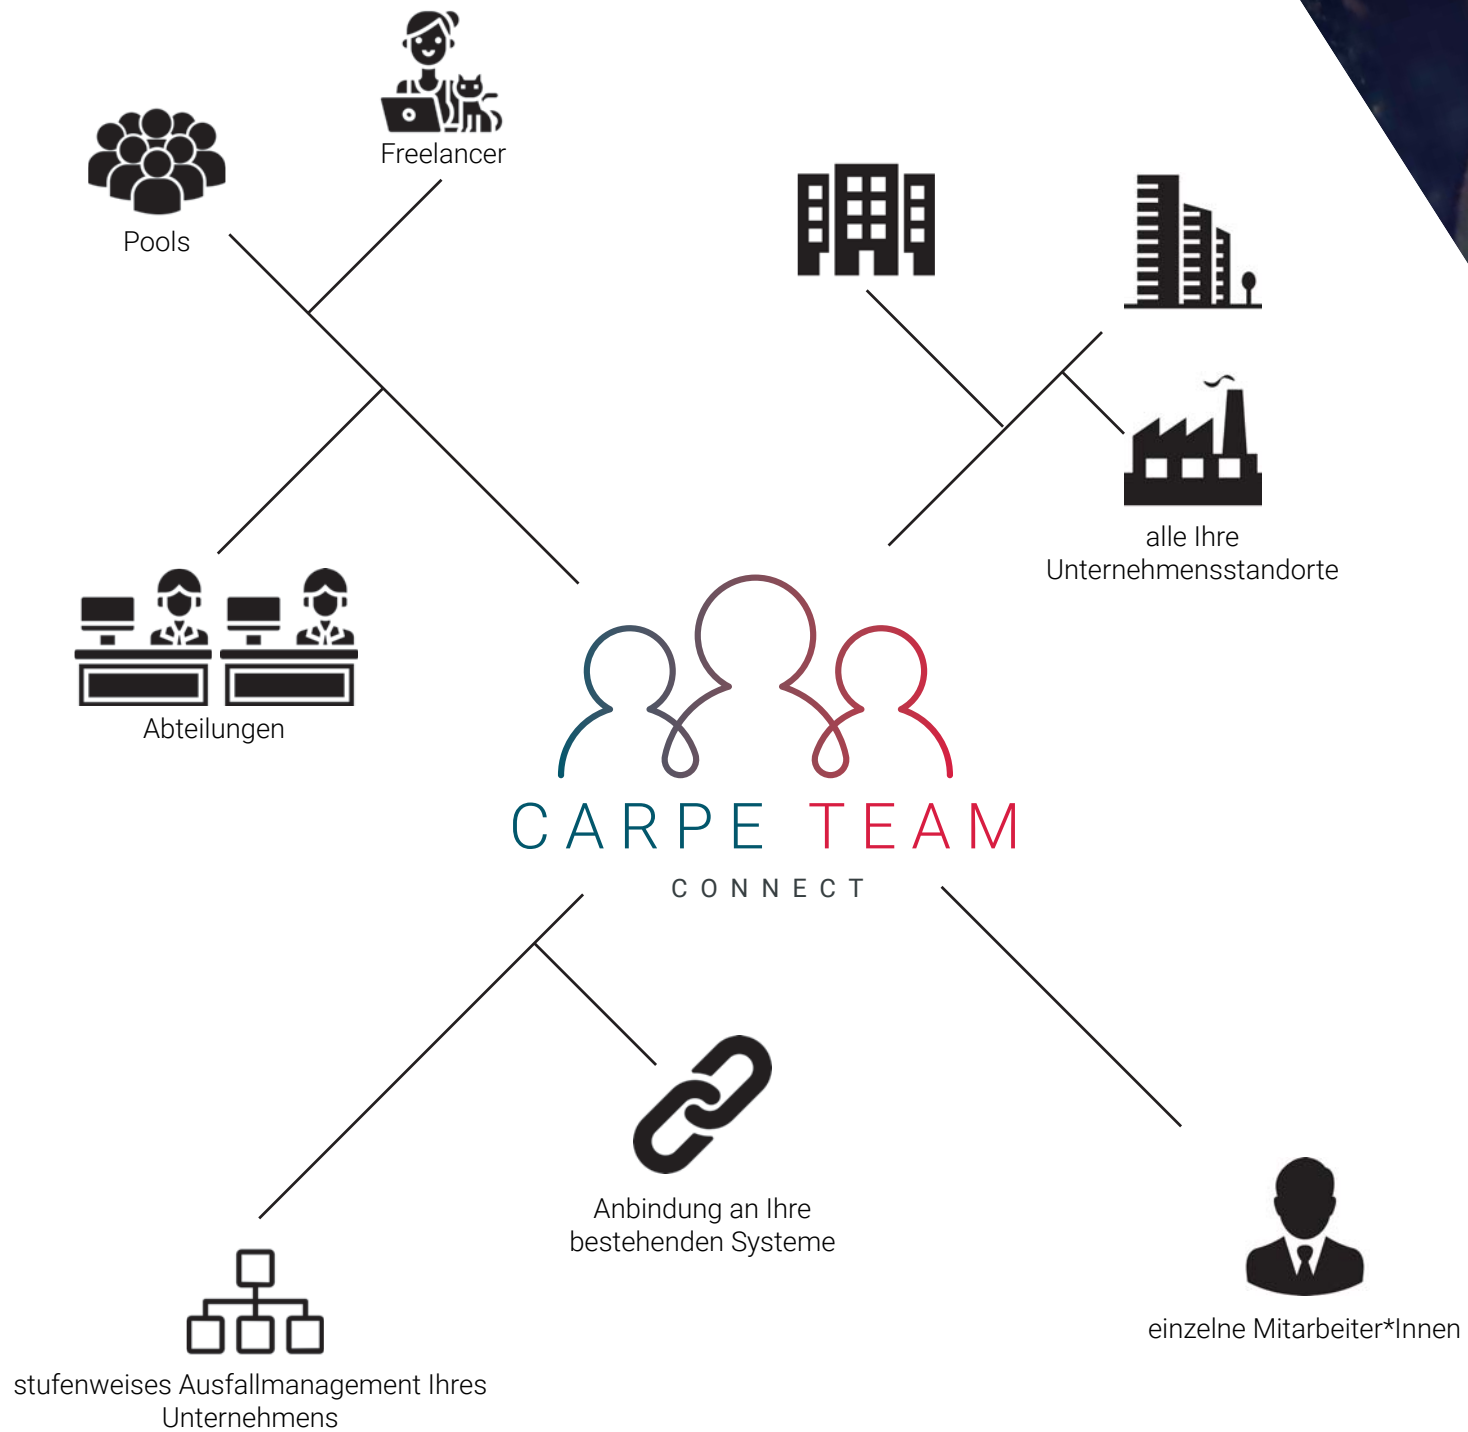 Freelancer
Pools
alle Ihre
Unternehmensstandorte
Abteilungen
CARPE TEAM
CONNECT
Anbindung an Ihre
bestehenden Systeme
einzelne Mitarbeiter*Innen
stufenweises Ausfallmanagement Ihres
Unternehmens